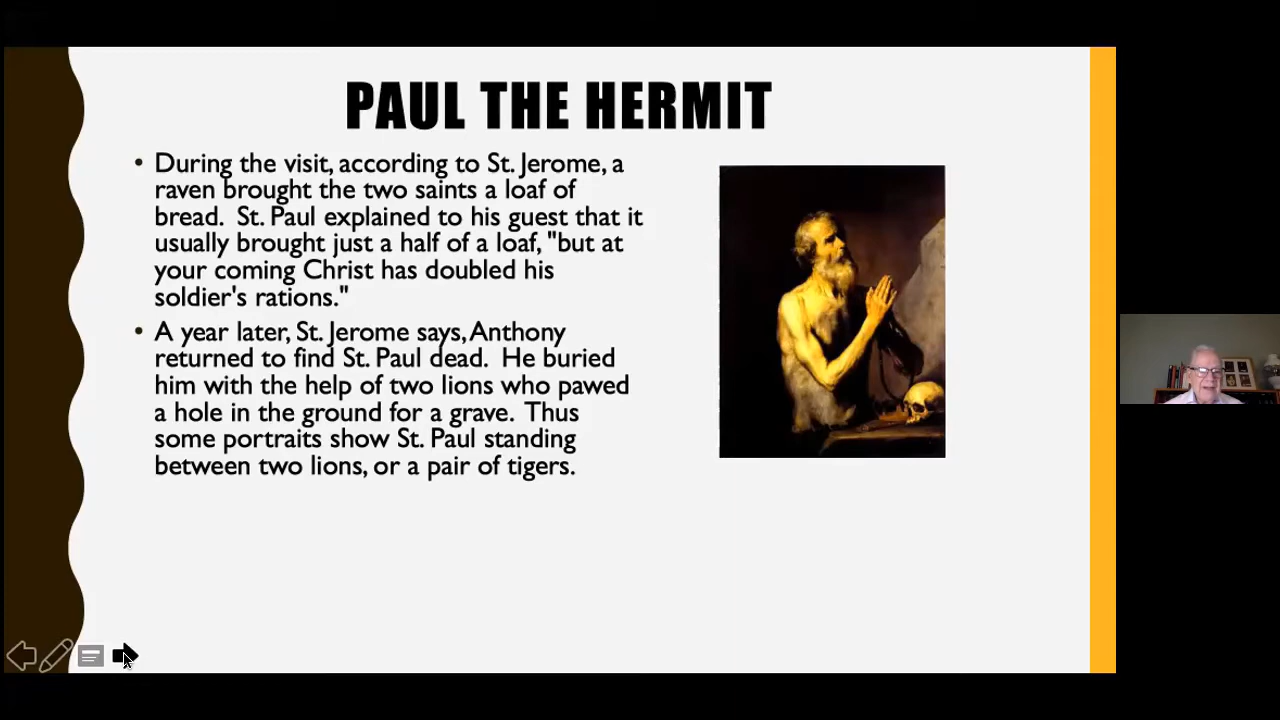 PAUL THE HERMIT
• During the visit, according to St. Jerome, a
raven brought the two saints a loaf of
bread.  St. Paul explained to his guest that it
usually brought just a half of a loaf, "but at
your coming Christ has doubled his
soldier's rations."
• A year later, St. Jerome says, Anthony
returned to find St. Paul dead.  He buried
him with the help of two lions who pawed
a hole in the ground for a grave.  Thus
some portraits show St. Paul standing
between two lions, or a pair of tigers.